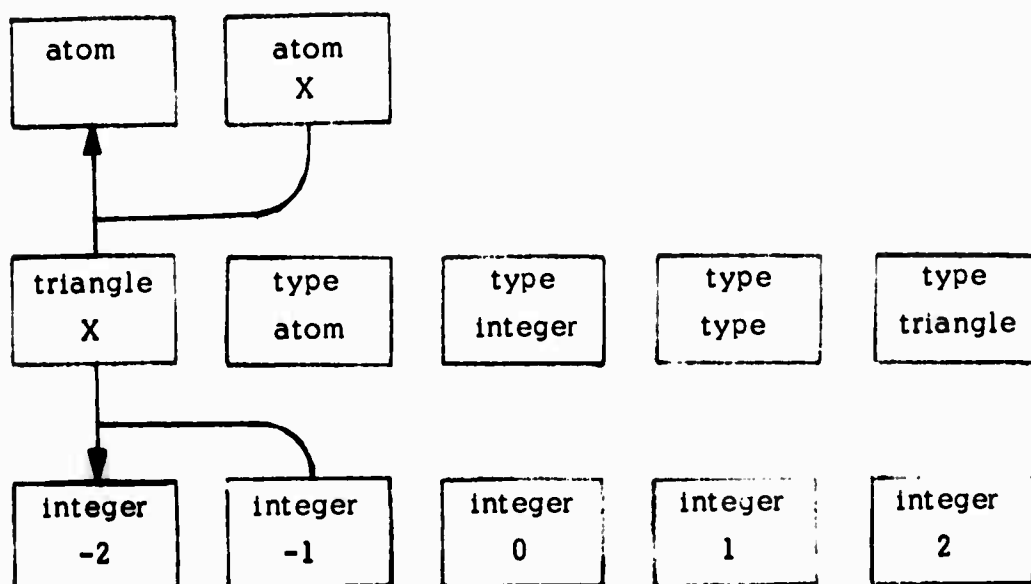 atom
atom
X
triangle
X
type
atom
type
integer
type
type
type
triangle
integer
-2
integer
-1
integer
0
integer
1
integer
2